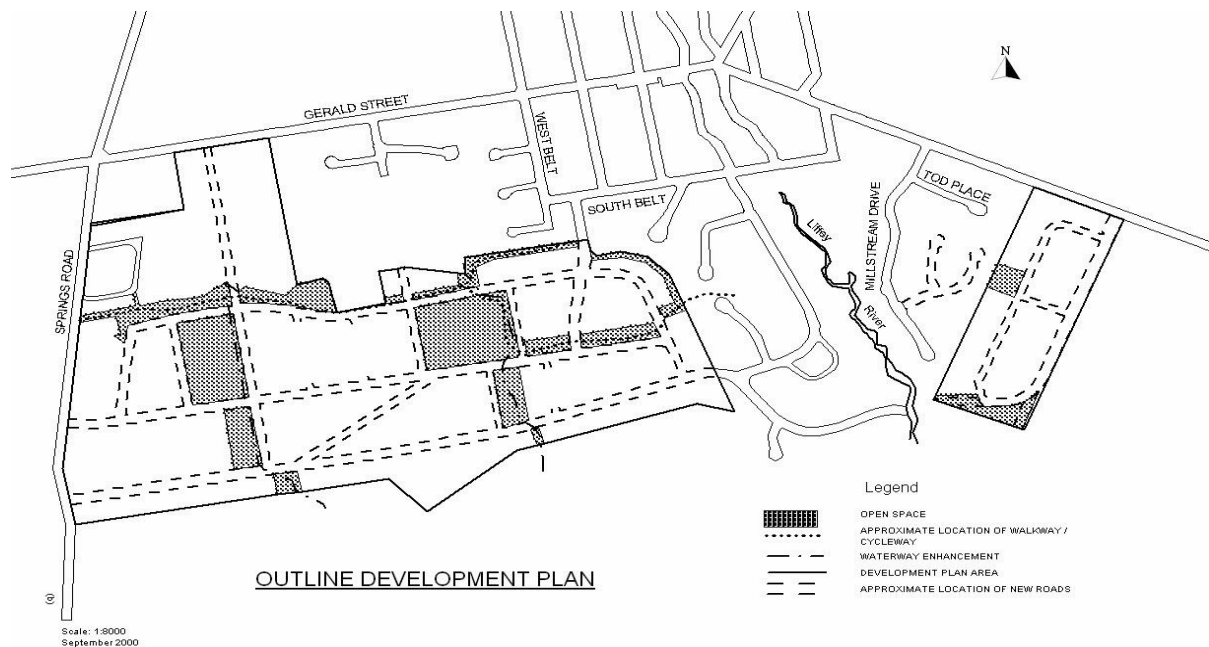 N
GERALD STREET
WEST BELT
SOUTH BELT
TOD PLACE
MILLSTREAM DRIVE
Liffey
River
SPRINGS ROAD
Legend
OPEN SPACE
APPROXIMATE LOCATION OF WALKWAY /
CYCLEWAY
WATERWAY ENHANCEMENT
DEVELOPMENT PLAN AREA
APPROXIMATE LOCATION OF NEW ROADS
OUTLINE DEVELOPMENT PLAN
Scale: 1:8000
September 2000